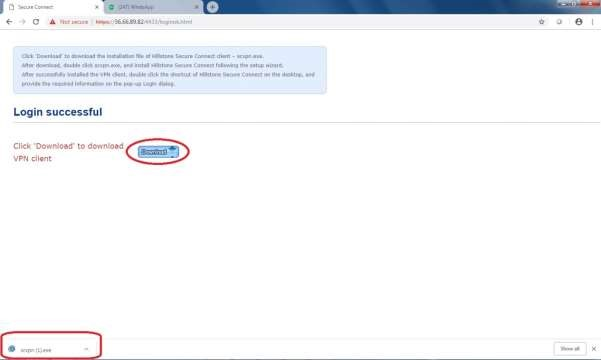 Secure Connect
(247) WhatsApp
Not secure | https://56.66.89.82:4433/loginok.html
Click 'Download' to download the installation file of Hillstone Secure Connect client – scvpn.exe.
After download, double click scvpn.exe, and install Hillstone Secure Connect following the setup wizard.
After successfully installed the VPN client, double click the shortcut of Hillstone Secure Connect on the desktop, and
provide the required information on the pop-up Login dialog.
Login successful
Click 'Download' to download
VPN client
Download
scvpn (1).exe
Show all